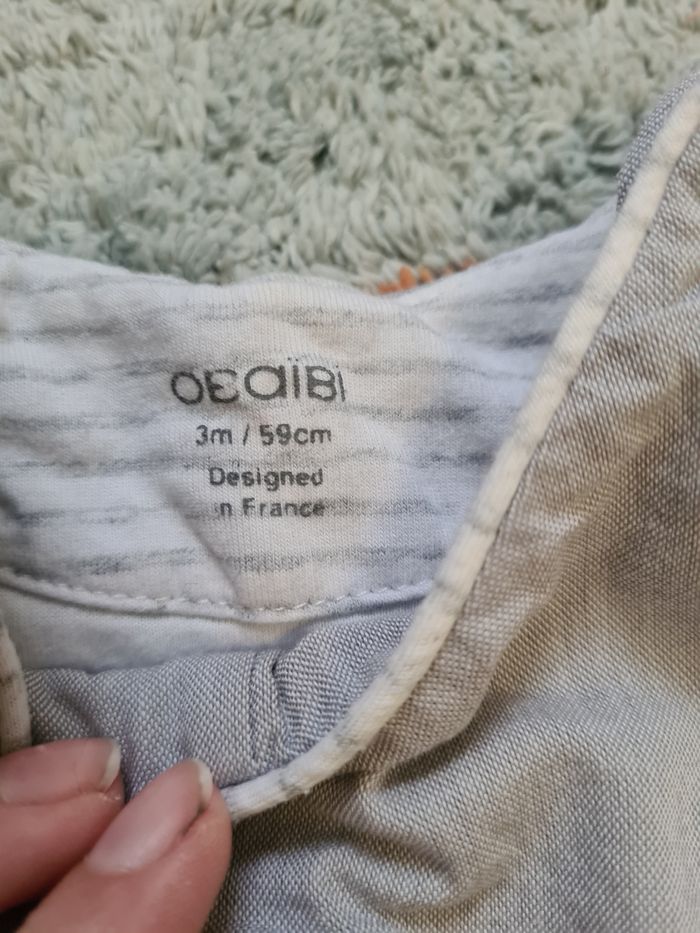 OBAÏBI
3m / 59cm
Designed
in France